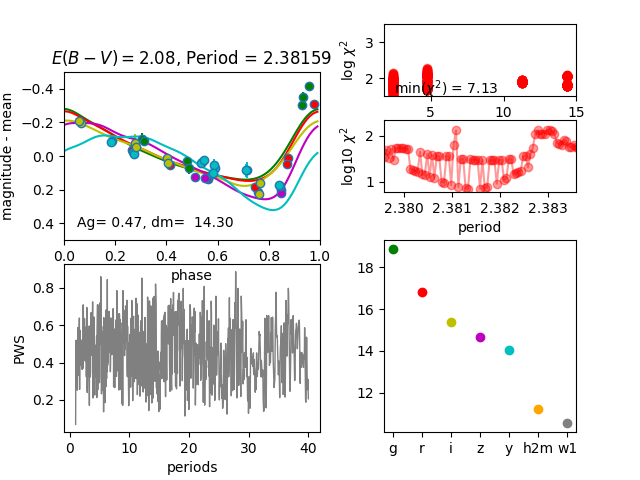 E(B − V) = 2.08, Period = 2.38159
magnitude - mean
−0.4
−0.2
0.0
0.2
0.4
Ag= 0.47, dm=  14.30
0.0 0.2 0.4 0.6 0.8 1.0
phase
log χ²
3
2
min(χ²) = 7.13
5 10 15
log10 χ²
2
1
2.380 2.381 2.382 2.383
period
PWS
0.8
0.6
0.4
0.2
0 10 20 30 40
periods
18
16
14
12
g r i z y h2m w1